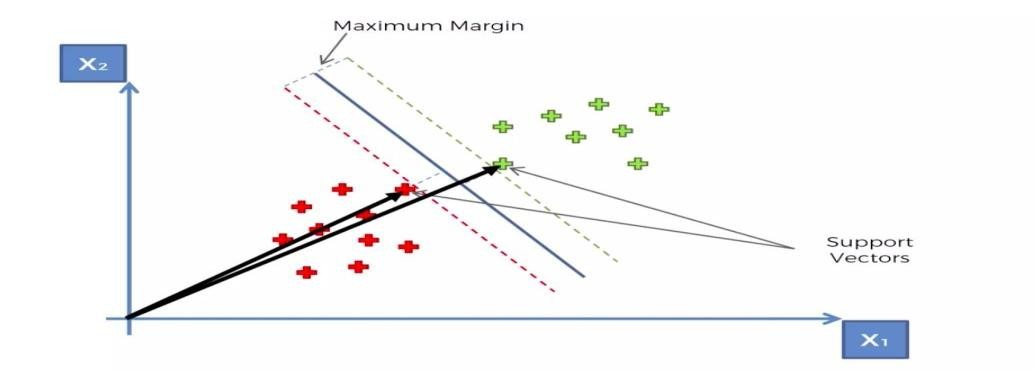 Maximum Margin
X₂
Support
Vectors
X₁